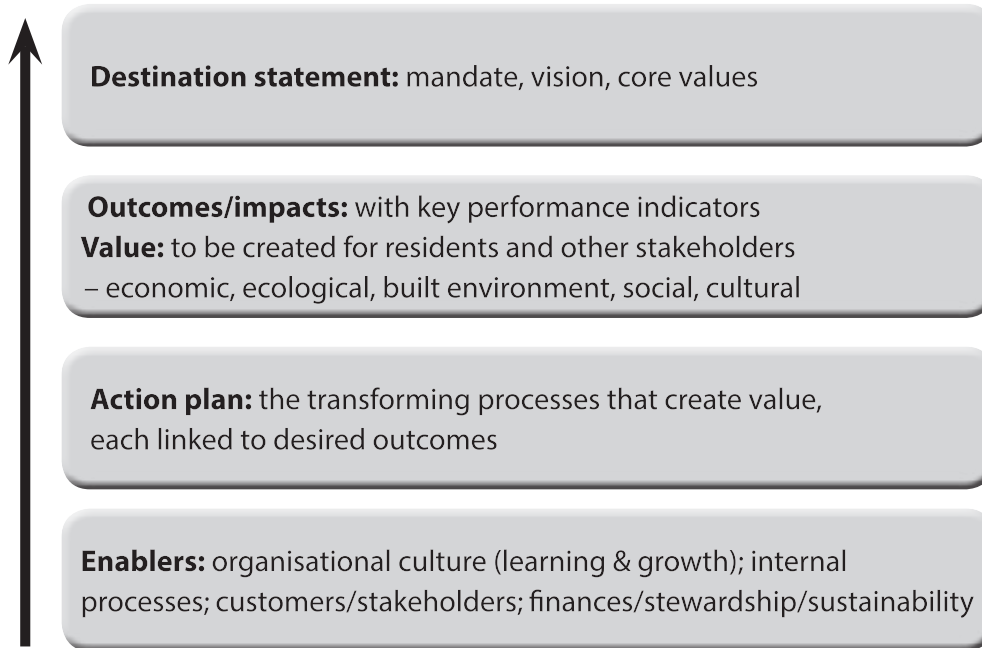 Destination statement: mandate, vision, core values
Outcomes/impacts: with key performance indicators
Value: to be created for residents and other stakeholders
– economic, ecological, built environment, social, cultural
Action plan: the transforming processes that create value,
each linked to desired outcomes
Enablers: organisational culture (learning & growth); internal
processes; customers/stakeholders; finances/stewardship/sustainability